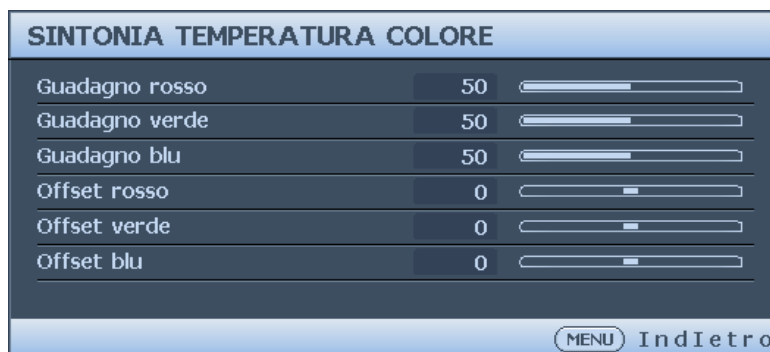 SINTONIA TEMPERATURA COLORE
Guadagno rosso 50
Guadagno verde 50
Guadagno blu 50
Offset rosso 0
Offset verde 0
Offset blu 0
MENU IndIetro